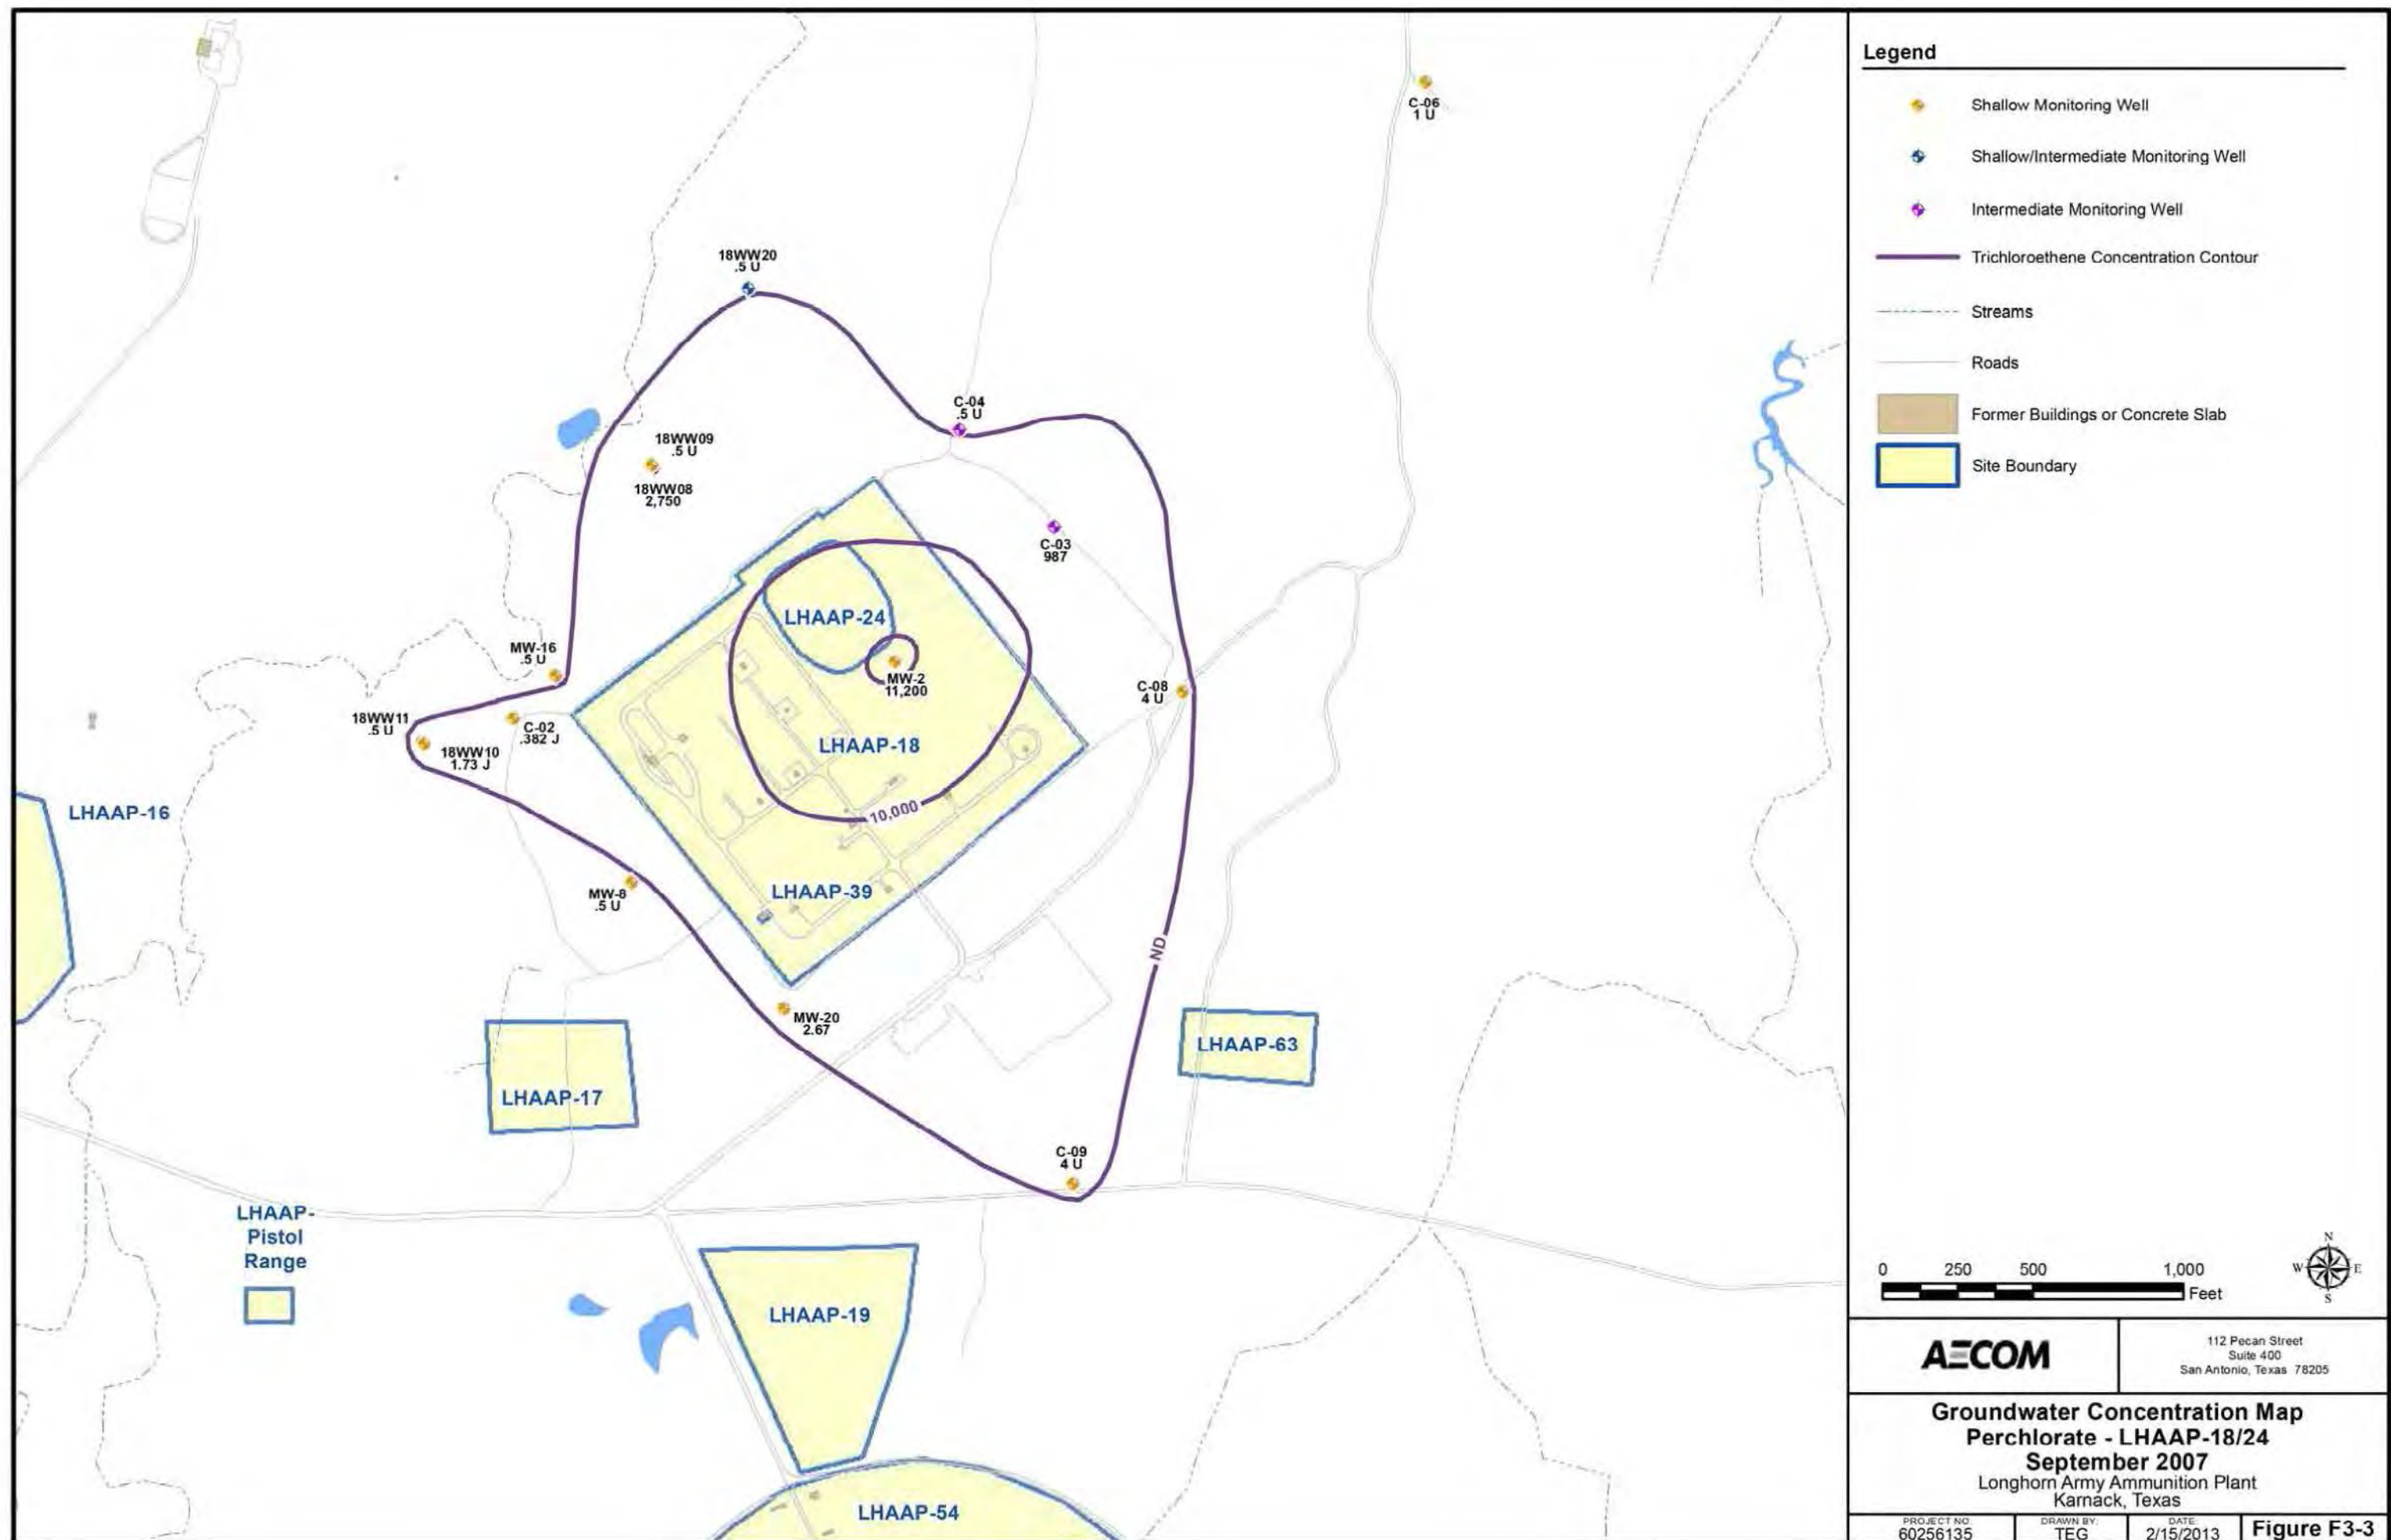 C-06
1 U
18WW20
.5 U
C-04
.5 U
18WW09
.5 U
18WW08
2,750
C-03
987
LHAAP-24
MW-16
.5 U
MW-2
11,200
C-08
4 U
18WW11
.5 U
C-02
.382 J
18WW10
1.73 J
LHAAP-18
LHAAP-16
10,000
LHAAP-39
MW-8
.5 U
ND
MW-20
2.67
LHAAP-63
LHAAP-17
C-09
4 U
LHAAP-
Pistol
Range
LHAAP-19
LHAAP-54
Legend
Shallow Monitoring Well
Shallow/Intermediate Monitoring Well
Intermediate Monitoring Well
Trichloroethene Concentration Contour
Streams
Roads
Former Buildings or Concrete Slab
Site Boundary
0 250 500 1,000
Feet
N
W E
S
AECOM
112 Pecan Street
Suite 400
San Antonio, Texas 78205
Groundwater Concentration Map
Perchlorate - LHAAP-18/24
September 2007
Longhorn Army Ammunition Plant
Karnack, Texas
PROJECT NO. DRAWN BY: DATE:
60256135 TEG 2/15/2013 Figure F3-3